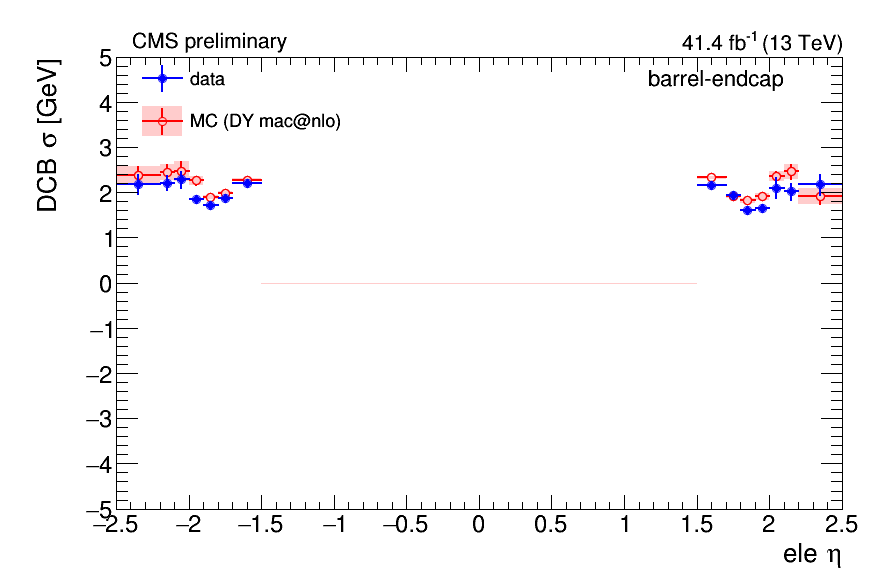 CMS preliminary
41.4 fb-1 (13 TeV)
DCB σ [GeV]
data
MC (DY mac@nlo)
barrel-endcap
5
4
3
2
1
0
−1
−2
−3
−4
−5
−2.5 −2 −1.5 −1 −0.5 0 0.5 1 1.5 2 2.5
ele η